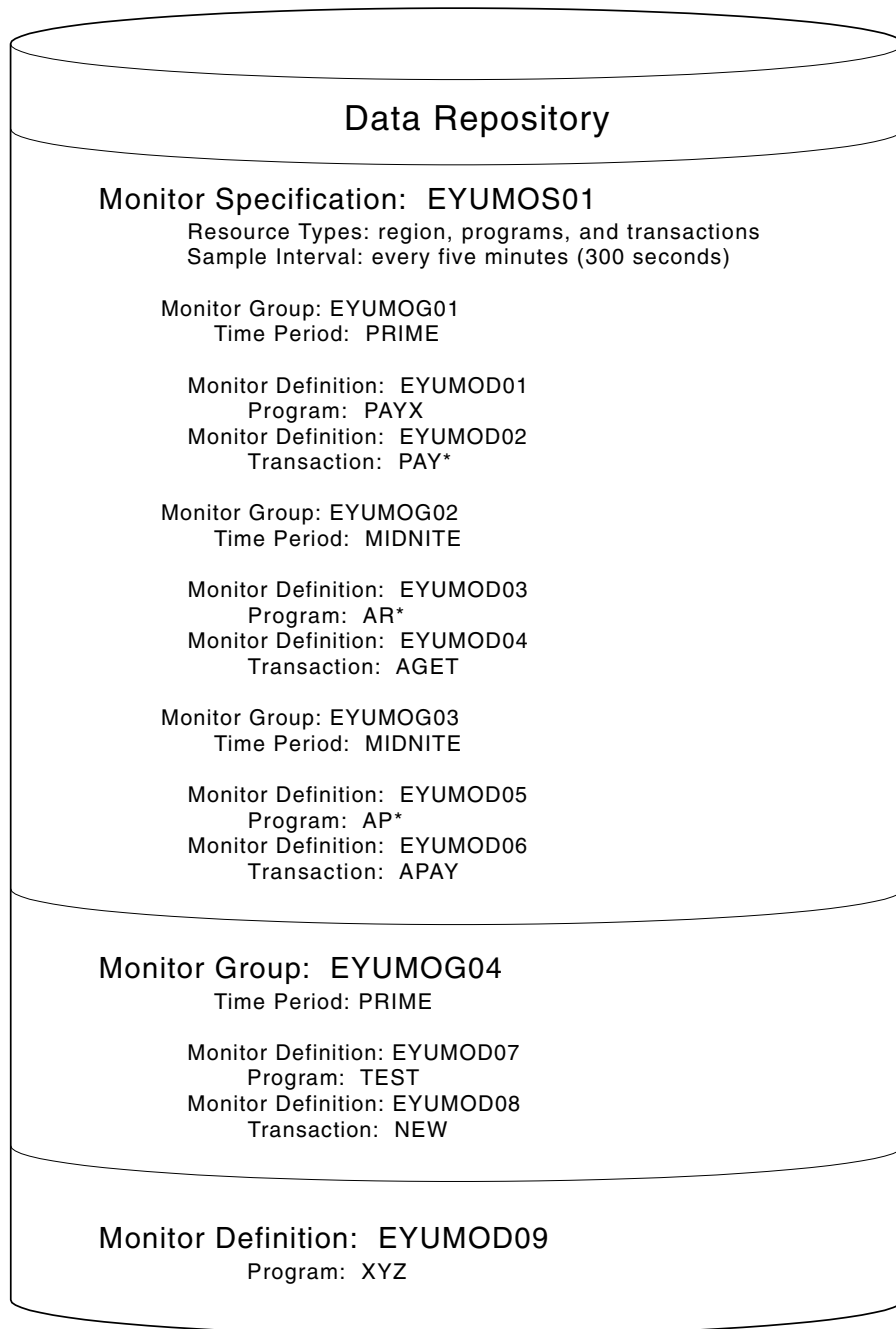 Data Repository
Monitor Specification: EYUMOS01
Resource Types: region, programs, and transactions
Sample Interval: every five minutes (300 seconds)
Monitor Group: EYUMOG01
Time Period: PRIME
Monitor Definition: EYUMOD01
Program: PAYX
Monitor Definition: EYUMOD02
Transaction: PAY*
Monitor Group: EYUMOG02
Time Period: MIDNITE
Monitor Definition: EYUMOD03
Program: AR*
Monitor Definition: EYUMOD04
Transaction: AGET
Monitor Group: EYUMOG03
Time Period: MIDNITE
Monitor Definition: EYUMOD05
Program: AP*
Monitor Definition: EYUMOD06
Transaction: APAY
Monitor Group: EYUMOG04
Time Period: PRIME
Monitor Definition: EYUMOD07
Program: TEST
Monitor Definition: EYUMOD08
Transaction: NEW
Monitor Definition: EYUMOD09
Program: XYZ